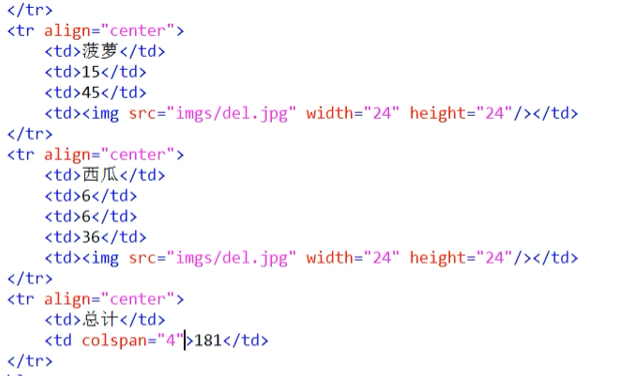 </tr>
<tr align="center">
    <td>菠萝</td>
    <td>15</td>
    <td>45</td>
    <td><img src="imgs/del.jpg" width="24" height="24"/></td>
</tr>
<tr align="center">
    <td>西瓜</td>
    <td>6</td>
    <td>6</td>
    <td>36</td>
    <td><img src="imgs/del.jpg" width="24" height="24"/></td>
</tr>
<tr align="center">
    <td>总计</td>
    <td colspan="4">181</td>
</tr>